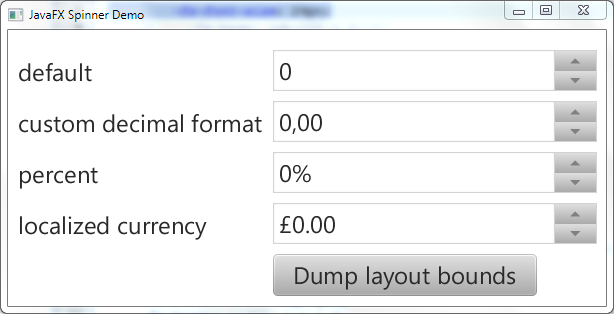 JavaFX Spinner Demo
default 0
custom decimal format 0,00
percent 0%
localized currency £0.00
Dump layout bounds